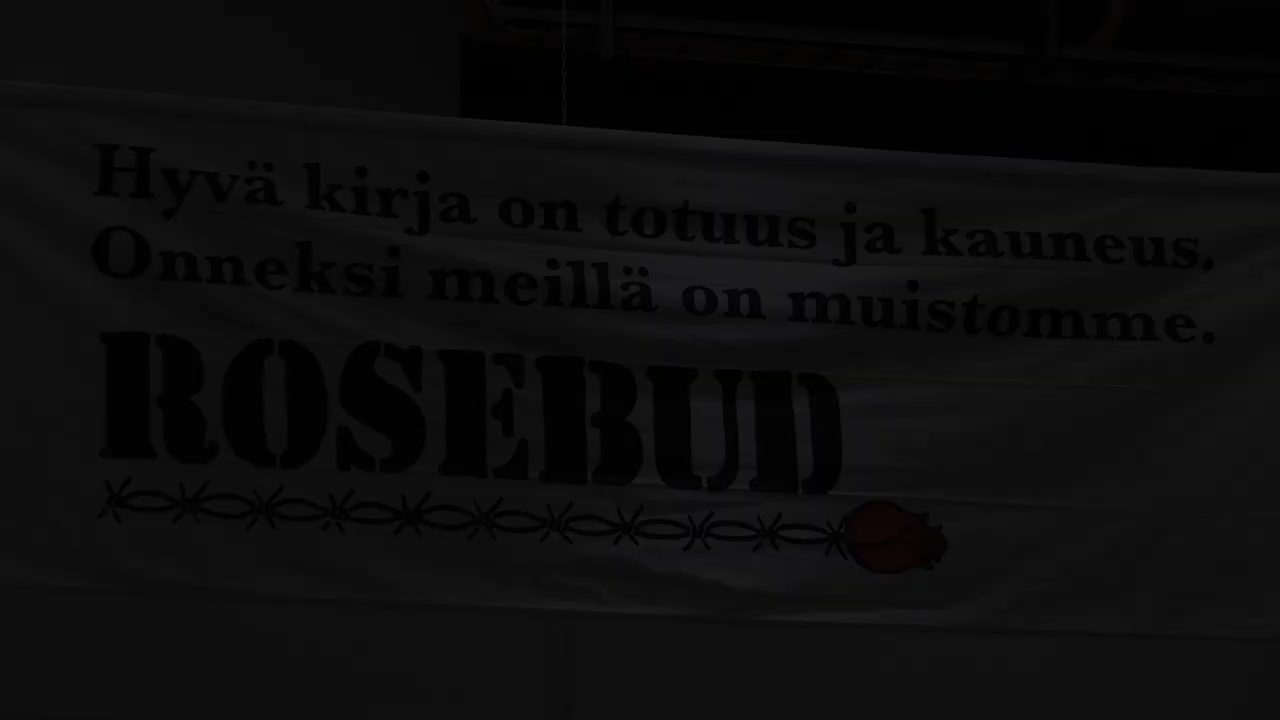 Hyvä kirja on totuus ja kauneus.
Onneksi meillä on muistomme.
ROSEBUD